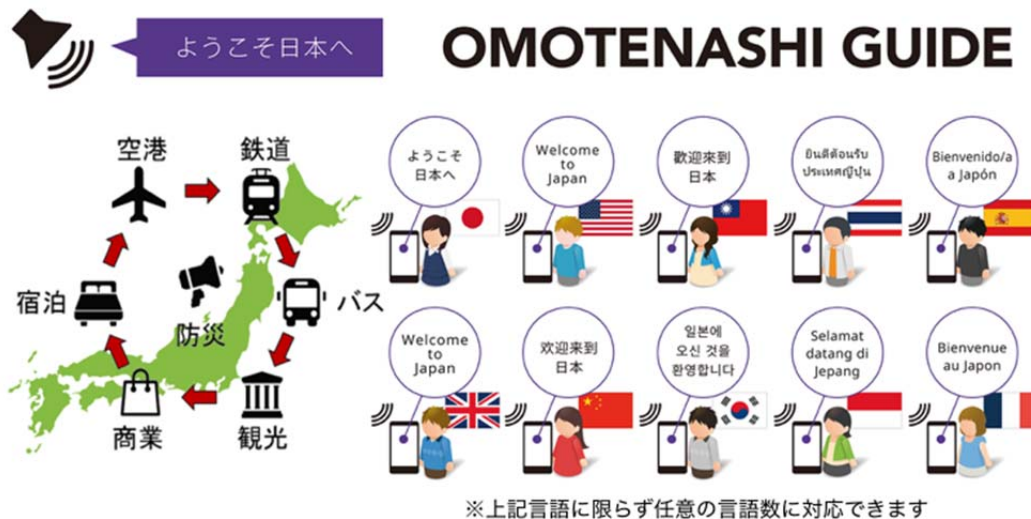 ようこそ日本へ
OMOTENASHI GUIDE
空港
鉄道
バス
観光
商業
宿泊
防災
ようこそ
日本へ
Welcome
to
Japan
歡迎來到
日本
ยินดีต้อนรับ
ประเทศญี่ปุ่น
Bienvenido/a
a Japón
Welcome
to
Japan
欢迎来到
日本
일본에
오신 것을
환영합니다
Selamat
datang di
Jepang
Bienvenue
au Japon
※上記言語に限らず任意の言語数に対応できます